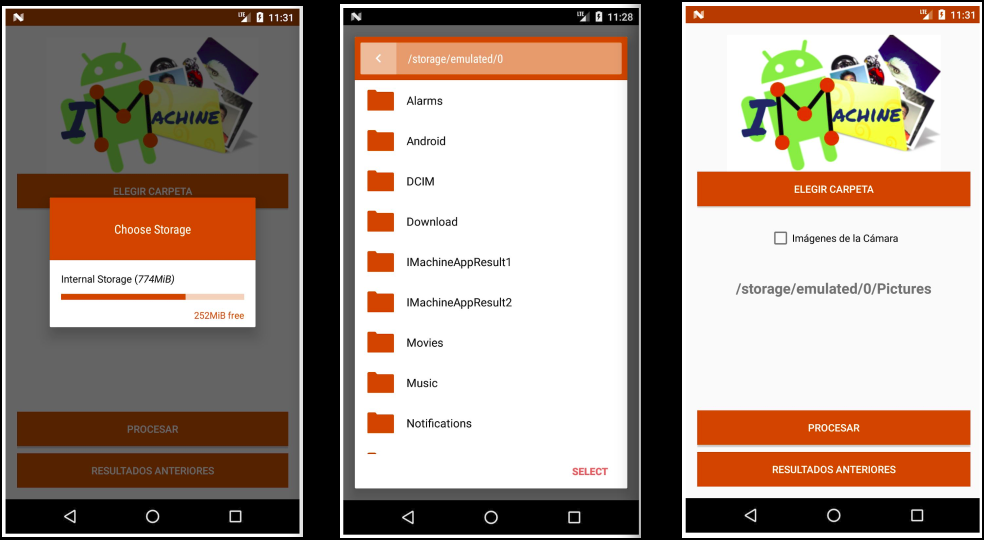 LTE 11:31
I MACHINE
ELEGIR CARPETA
Choose Storage
Internal Storage (774MiB)
252MiB free
PROCESAR
RESULTADOS ANTERIORES
LTE 11:28
/storage/emulated/0
Alarms
Android
DCIM
Download
IMachineAppResult1
IMachineAppResult2
Movies
Music
Notifications
SELECT
LTE 11:31
I MACHINE
ELEGIR CARPETA
Imágenes de la Cámara
/storage/emulated/0/Pictures
PROCESAR
RESULTADOS ANTERIORES